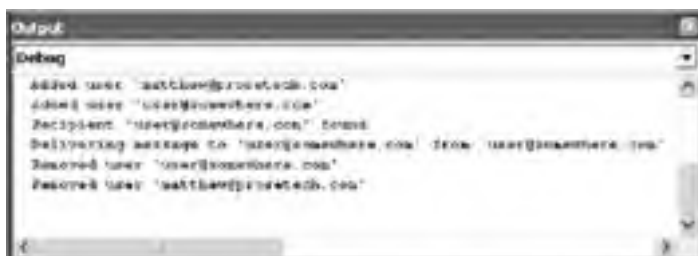 Output
Debug
Added user 'matthew@prosetech.com'
Added user 'user@somewhere.com'
Recipient 'user@somewhere.com' found
Delivering message to 'user@somewhere.com' from 'user@somewhere.com'
Removed user 'user@somewhere.com'
Removed user 'matthew@prosetech.com'